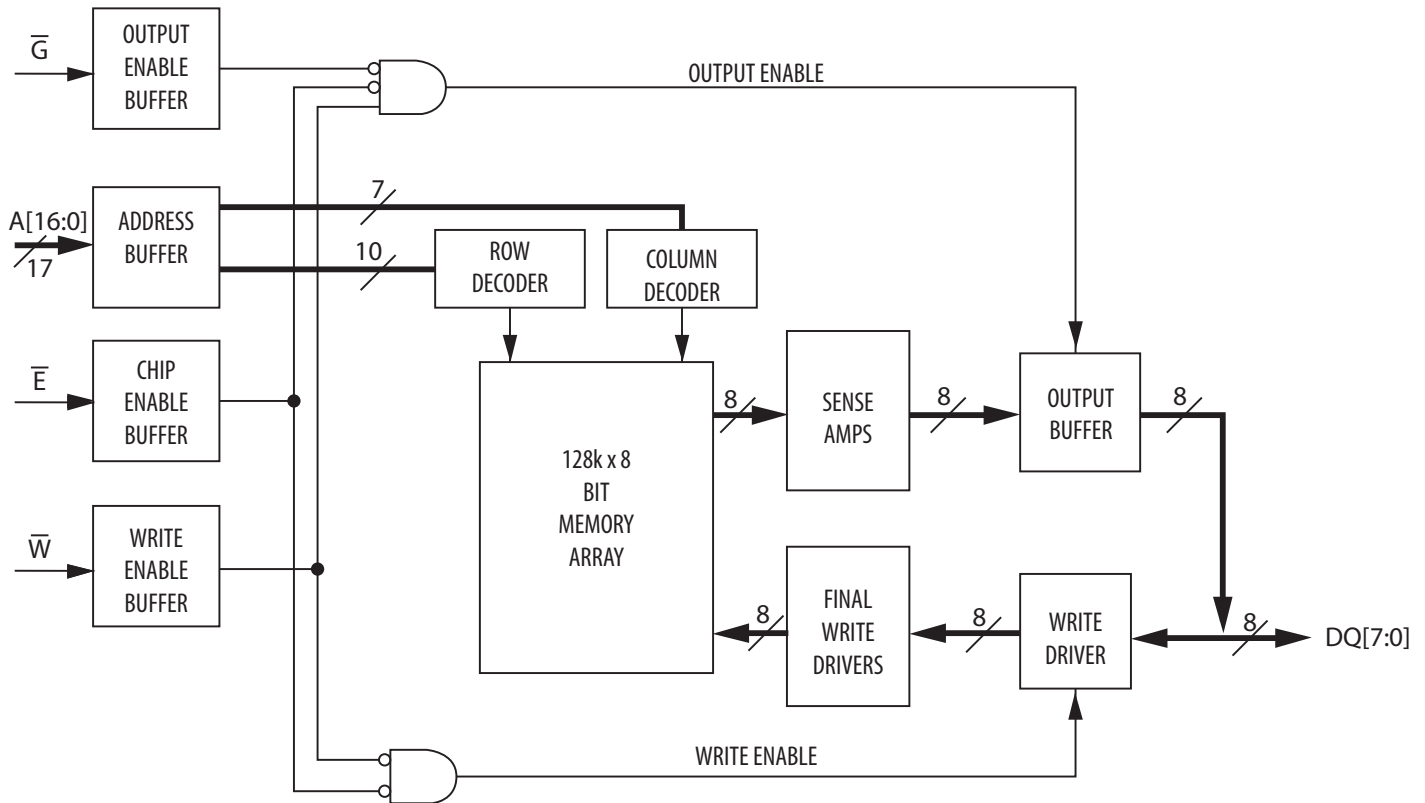 G̅
OUTPUT
ENABLE
BUFFER
OUTPUT ENABLE
A[16:0]
17
ADDRESS
BUFFER
7
10
ROW
DECODER
COLUMN
DECODER
E̅
CHIP
ENABLE
BUFFER
W̅
WRITE
ENABLE
BUFFER
128k x 8
BIT
MEMORY
ARRAY
8
SENSE
AMPS
8
OUTPUT
BUFFER
8
8
FINAL
WRITE
DRIVERS
8
WRITE
DRIVER
8
DQ[7:0]
WRITE ENABLE